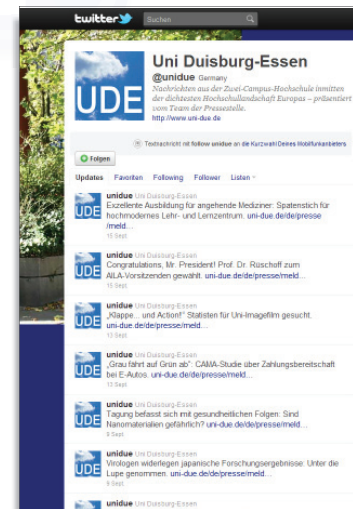 twitter
Suchen
UDE
Uni Duisburg-Essen
@unidue Germany
Nachrichten aus der Zwei-Campus-Hochschule inmitten
der dichtesten Hochschullandschaft Europas – präsentiert
vom Team der Pressestelle.
http://www.uni-due.de
Textnachricht mit follow unidue an die Kurzwahl Deines Mobilfunkanbieters
Folgen
Updates Favoriten Following Follower Listen
UDE
unidue Uni Duisburg-Essen
Exzellente Ausbildung für angehende Mediziner: Spatenstich für
hochmodernes Lehr- und Lernzentrum. uni-due.de/de/presse
/meld...
15 Sept.
UDE
unidue Uni Duisburg-Essen
Congratulations, Mr. President! Prof. Dr. Rüschoff zum
AILA-Vorsitzenden gewählt. uni-due.de/de/presse/meld...
15 Sept.
UDE
unidue Uni Duisburg-Essen
„Klappe... und Action!“ Statisten für Uni-Imagefilm gesucht.
uni-due.de/de/presse/meld...
13 Sept.
UDE
unidue Uni Duisburg-Essen
„Grau fährt auf Grün ab“: CAMA-Studie über Zahlungsbereitschaft
bei E-Autos. uni-due.de/de/presse/meld...
13 Sept.
UDE
unidue Uni Duisburg-Essen
Tagung befasst sich mit gesundheitlichen Folgen: Sind
Nanomaterialien gefährlich? uni-due.de/de/presse/meld...
9 Sept.
UDE
unidue Uni Duisburg-Essen
Virologen widerlegen japanische Forschungsergebnisse: Unter die
Lupe genommen. uni-due.de/de/presse/meld...
8 Sept.
UDE
unidue Uni Duisburg-Essen